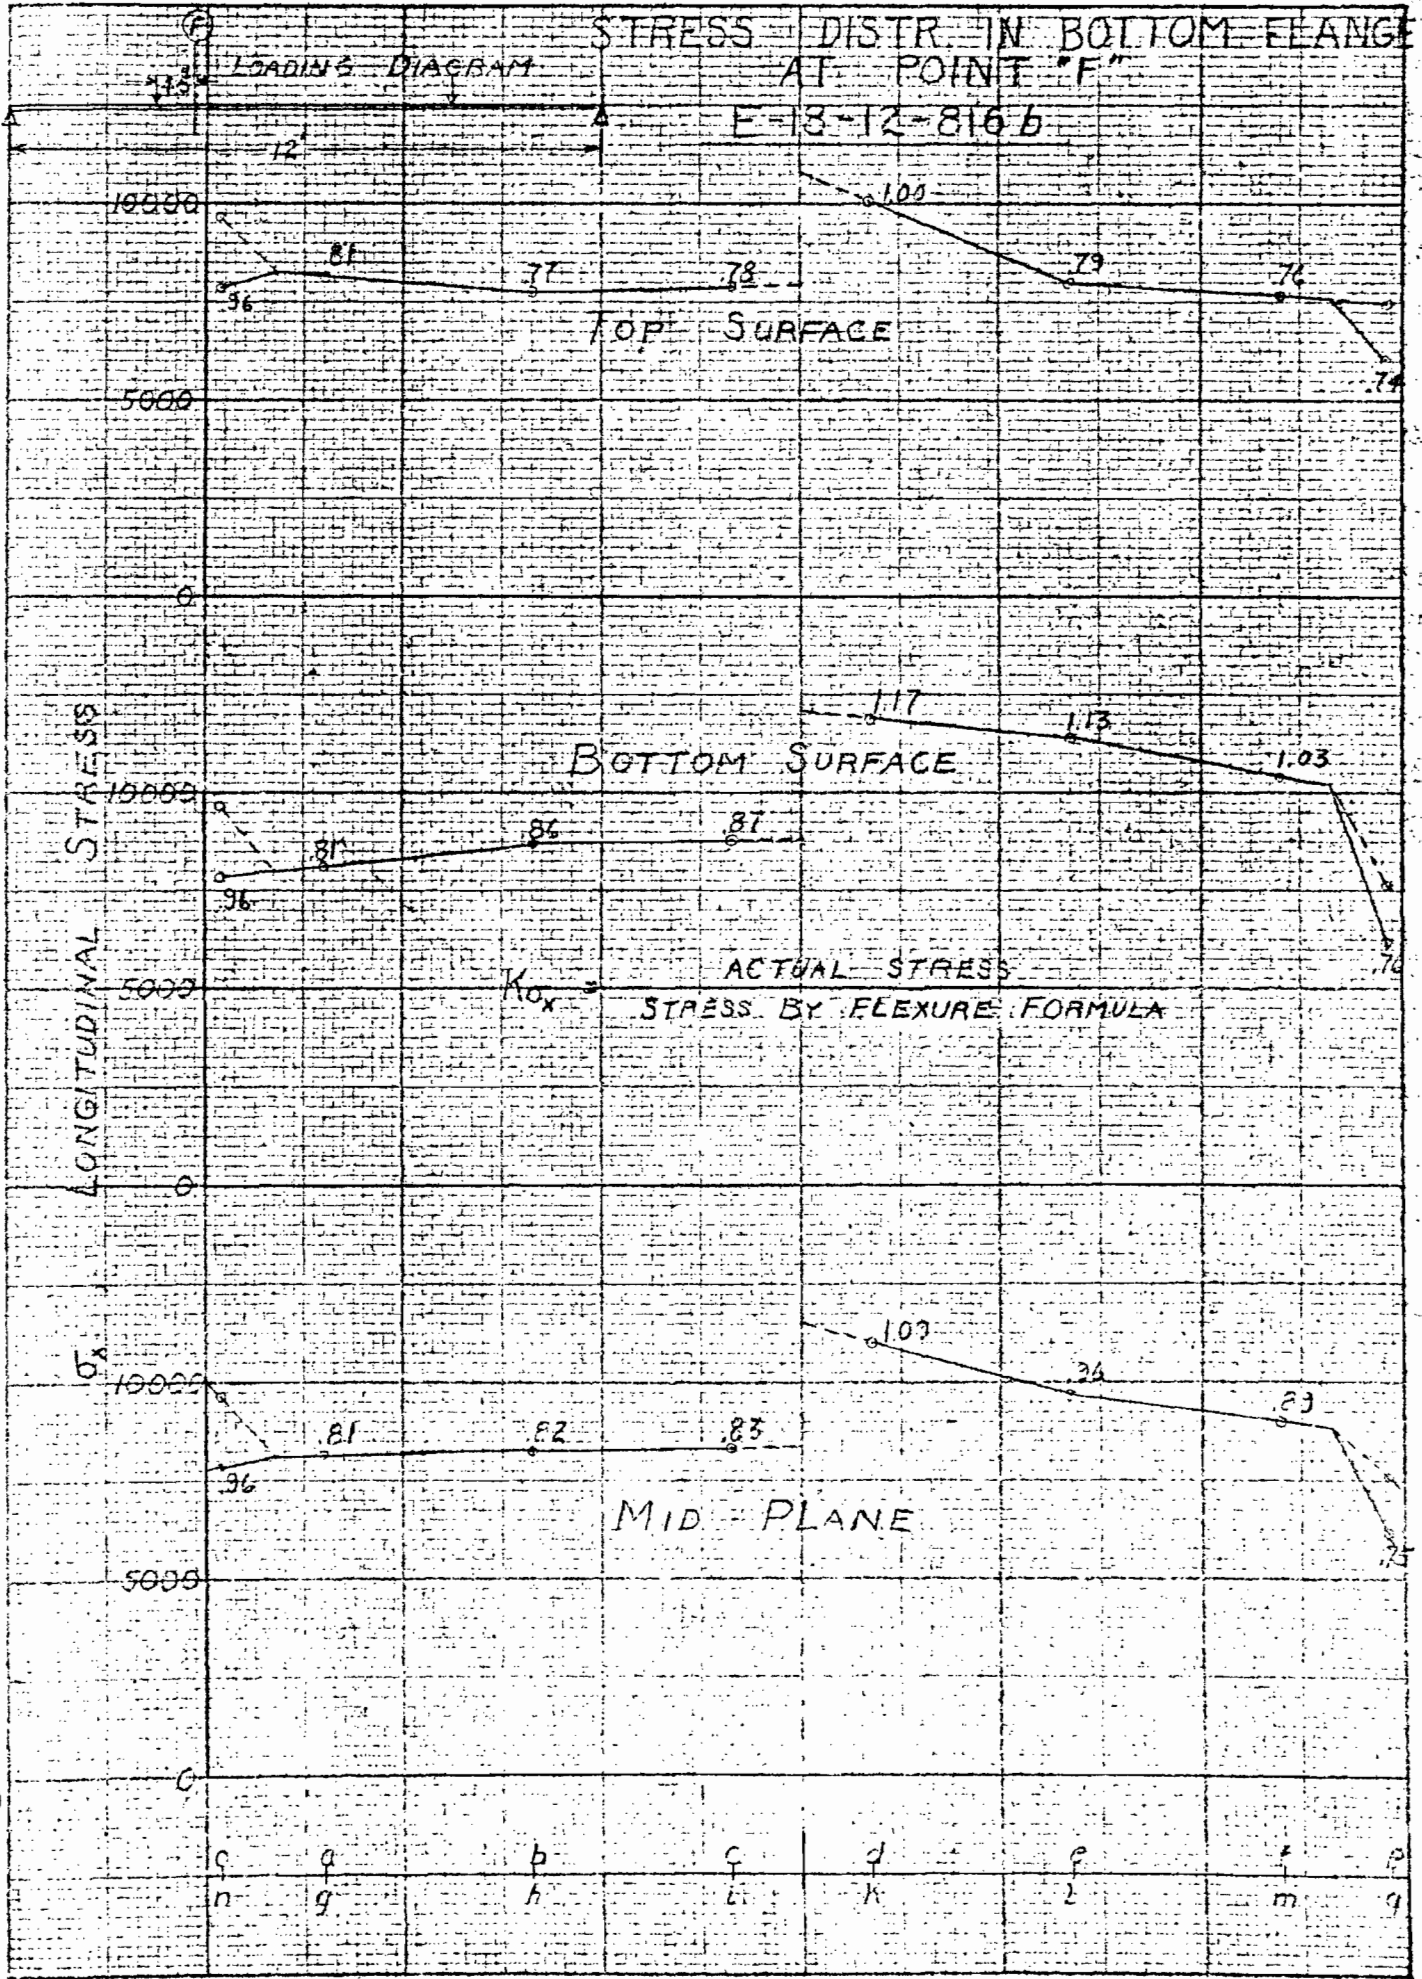 STRESS DISTR. IN BOTTOM FLANGE
AT POINT "F"
E-13-12-816b
F
LOADING DIAGRAM
12'
10000
.96
.81
.77
.78
1.00
.79
.76
.74
TOP SURFACE
5000
0
1.17
1.13
1.03
BOTTOM SURFACE
10000
.96
.81
.86
.87
.76
Kσx = ACTUAL STRESS
STRESS BY FLEXURE FORMULA
5000
0
σx LONGITUDINAL STRESS
1.09
.89
10000
.96
.81
.82
.83
.75
MID-PLANE
5000
0
a b c d e
n g h i k l m q